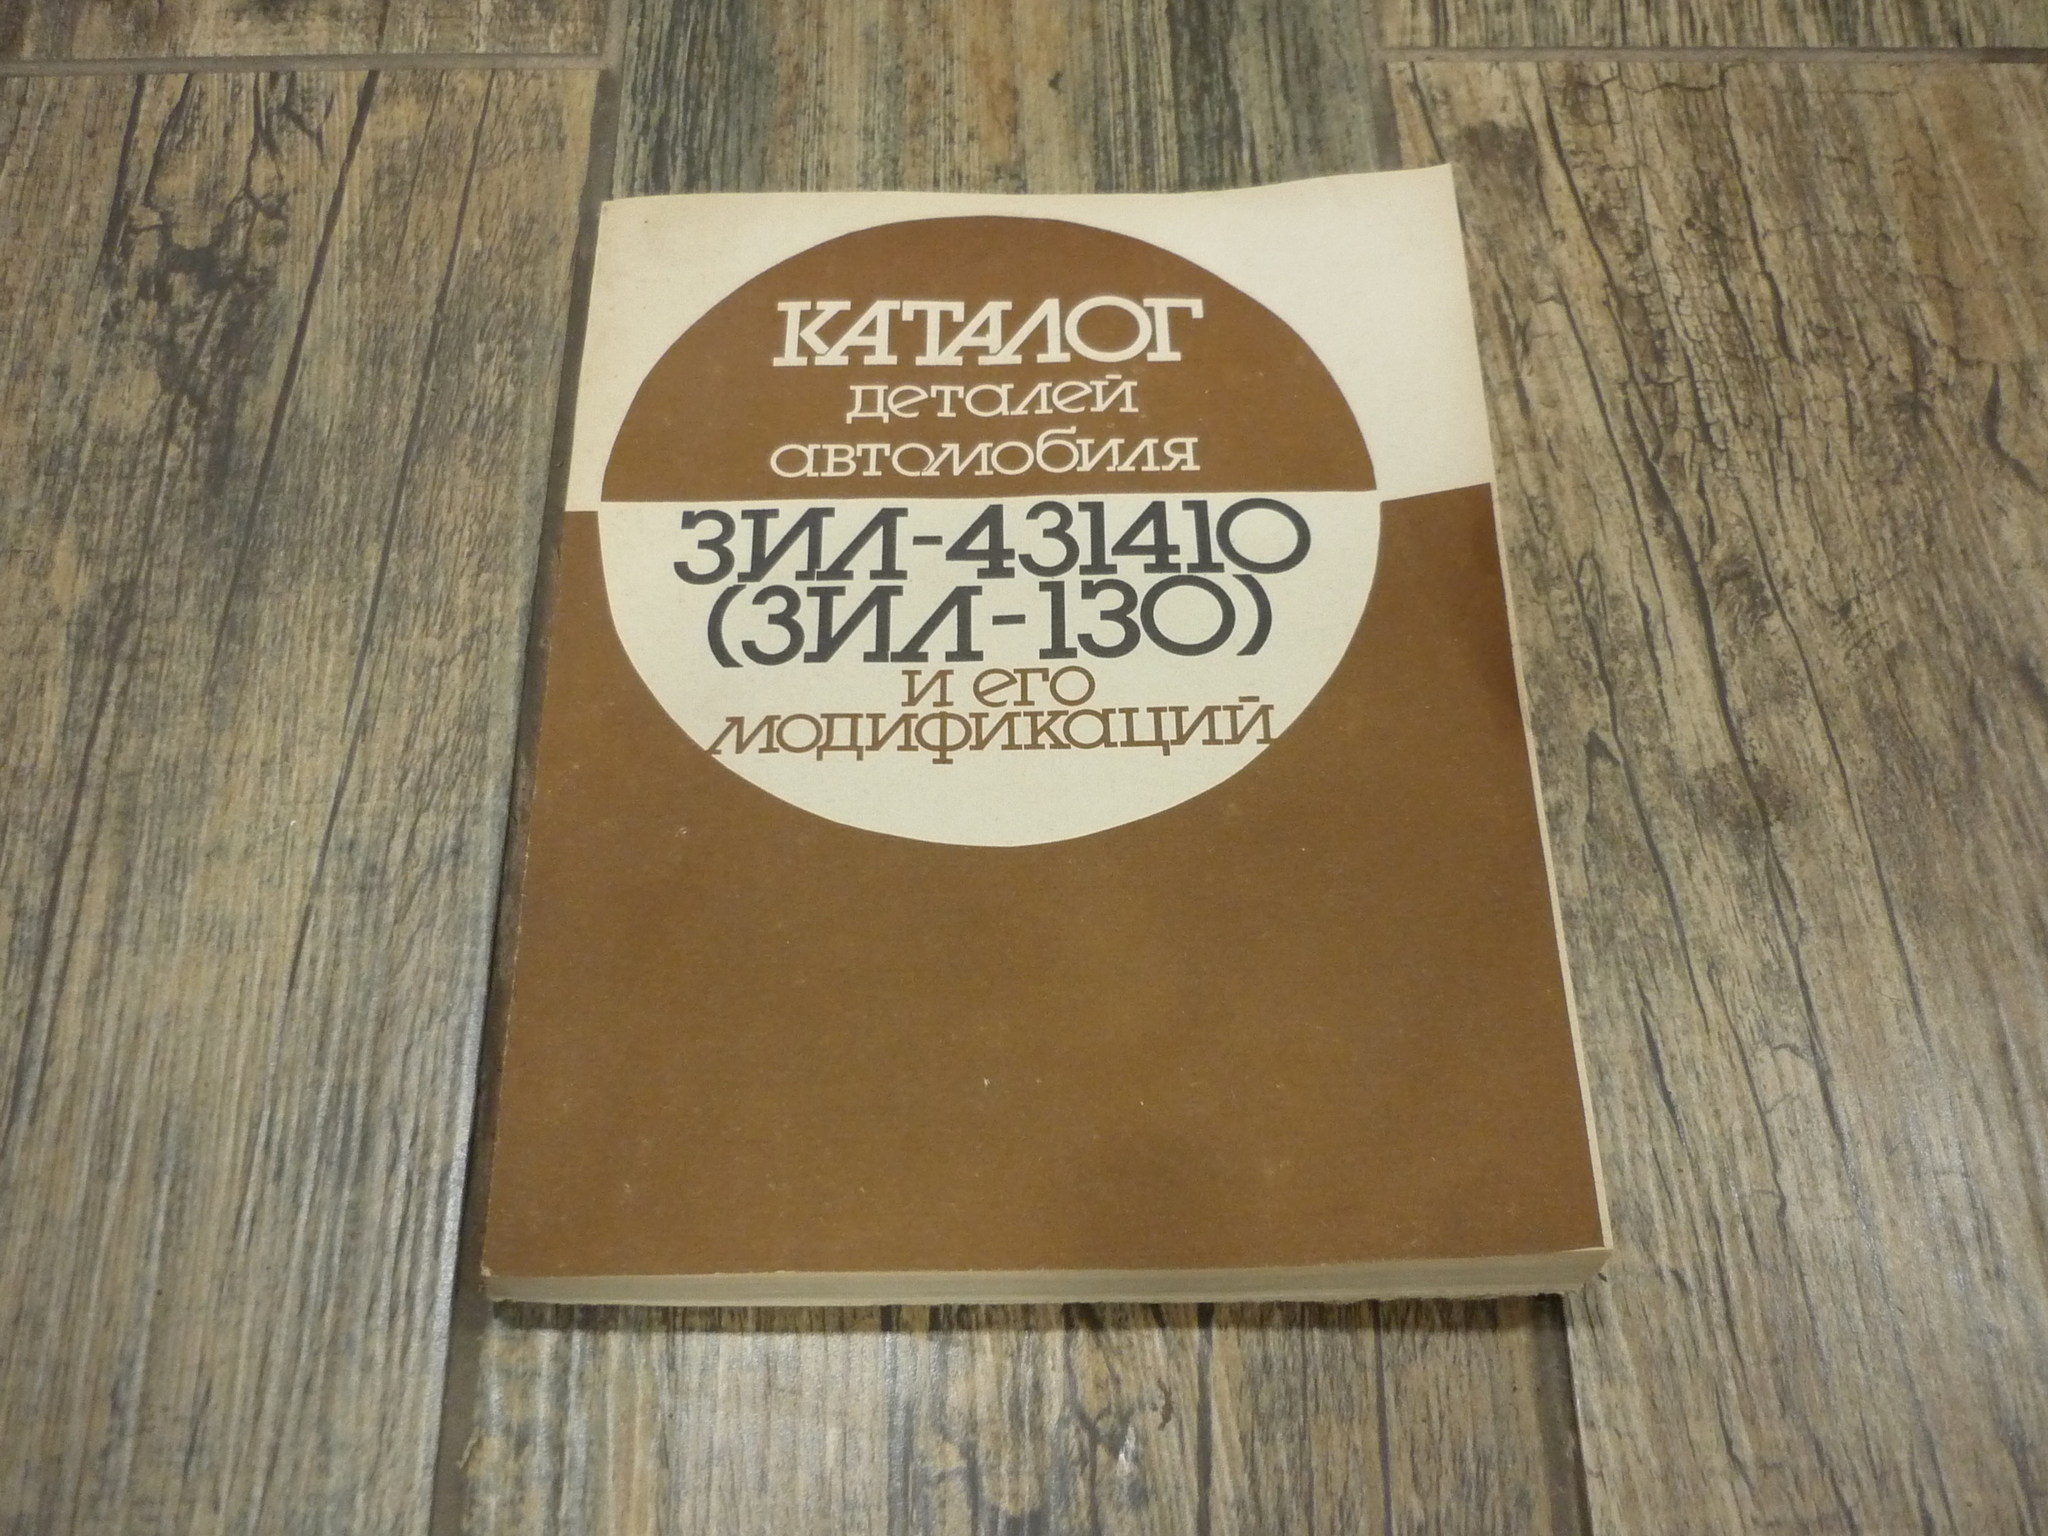 КАТАЛОГ
деталей
автомобиля
ЗИЛ-431410
(ЗИЛ-130)
и его
модификаций